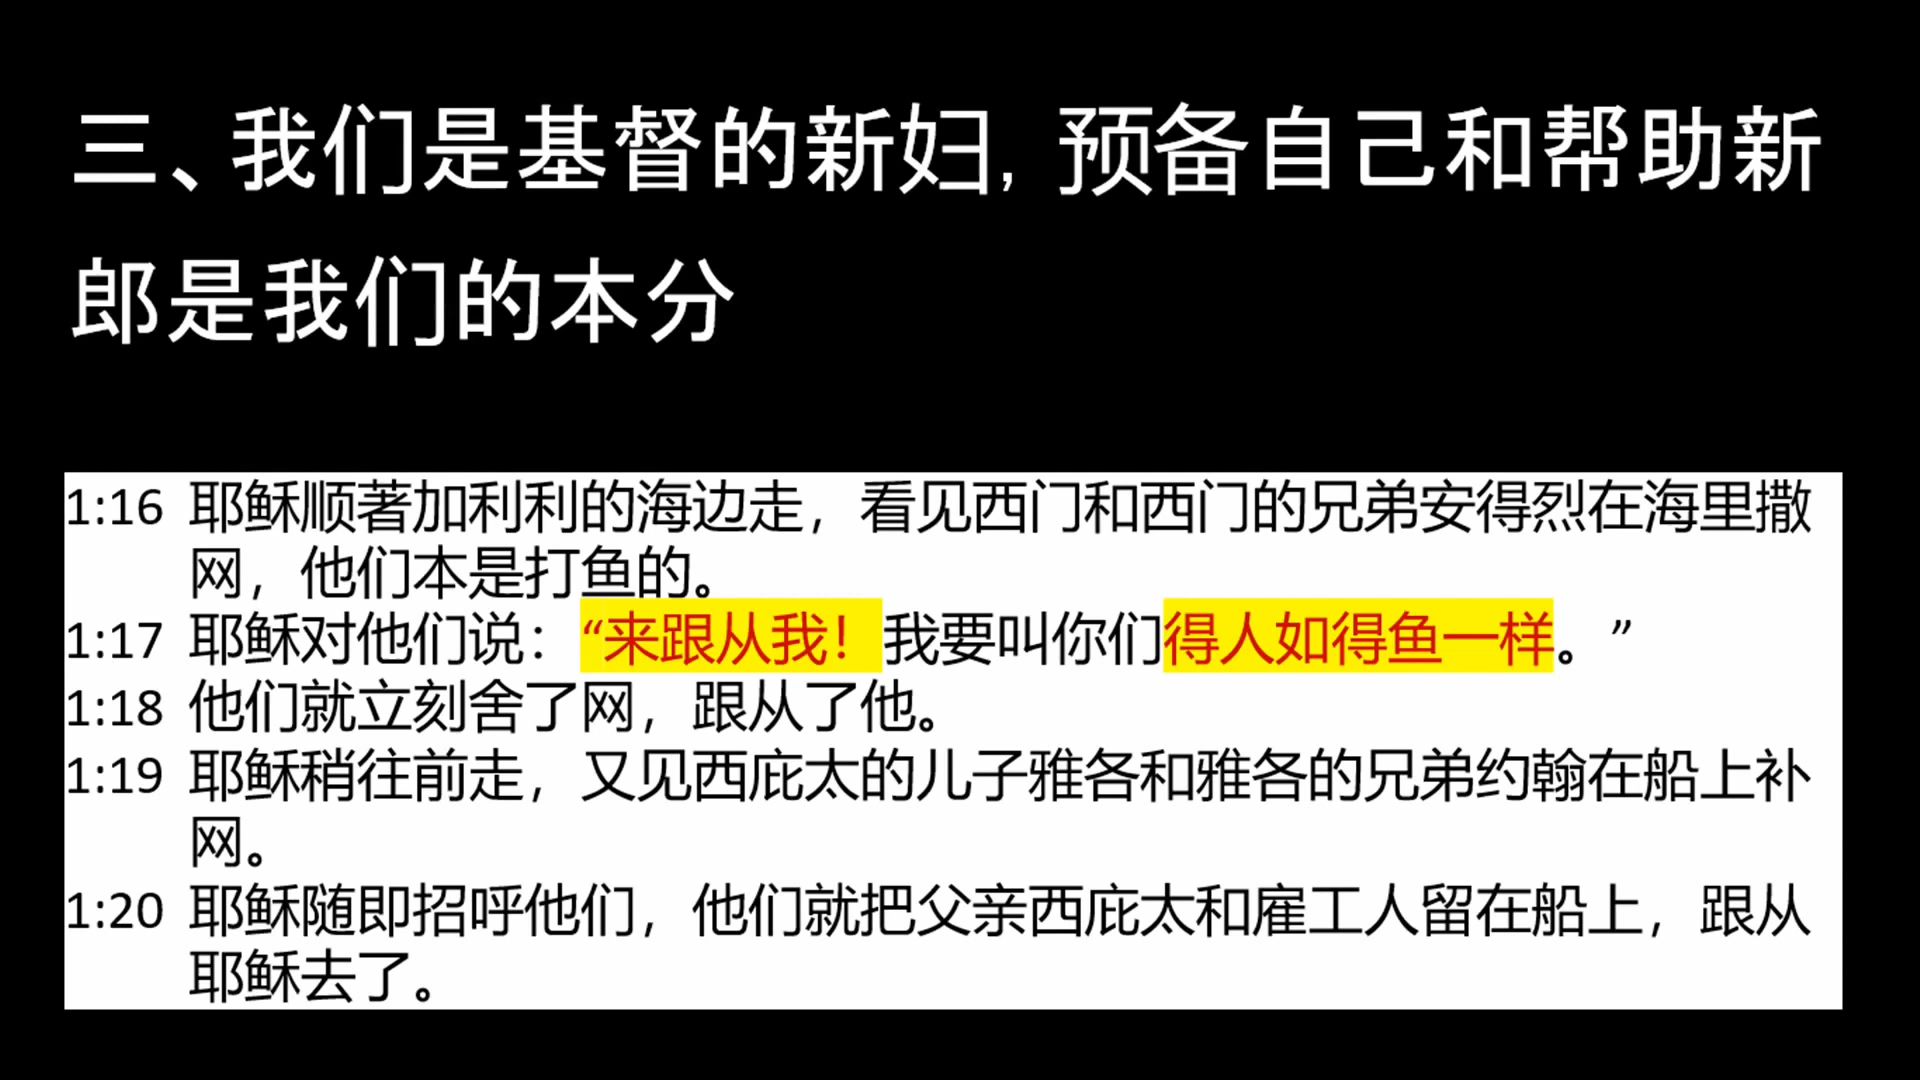 三、我们是基督的新妇，预备自己和帮助新
郎是我们的本分
1:16 耶稣顺著加利利的海边走，看见西门和西门的兄弟安得烈在海里撒
网，他们本是打鱼的。
1:17 耶稣对他们说：“来跟从我！我要叫你们得人如得鱼一样。”
1:18 他们就立刻舍了网，跟从了他。
1:19 耶稣稍往前走，又见西庇太的儿子雅各和雅各的兄弟约翰在船上补
网。
1:20 耶稣随即招呼他们，他们就把父亲西庇太和雇工人留在船上，跟从
耶稣去了。